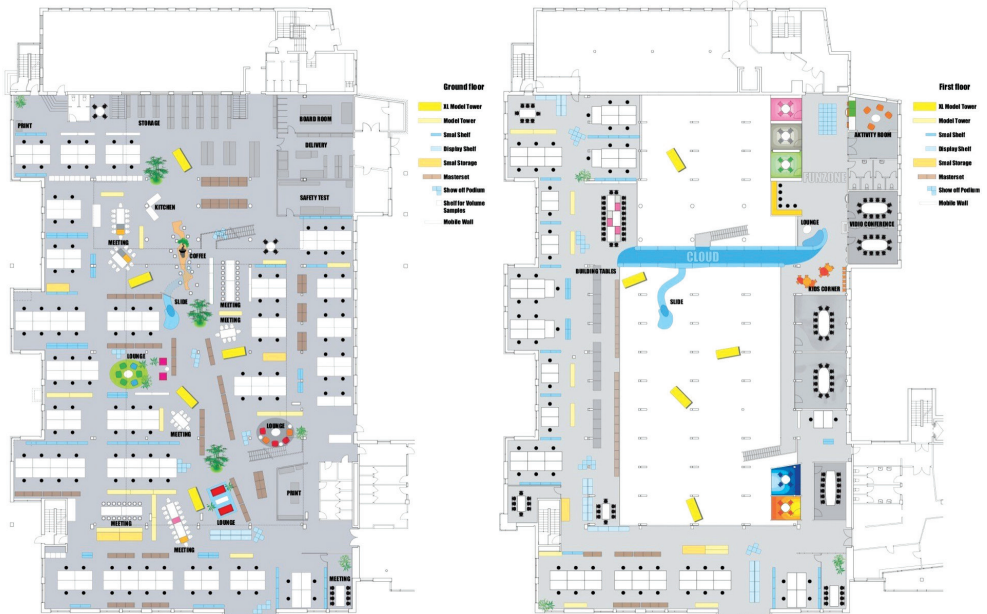 Ground floor
XL Model Tower
Model Tower
Smal Shelf
Display Shelf
Smal Storage
Masterset
Show off Podium
Shelf for Volume
Samples
Mobile Wall
PRINT
STORAGE
BOARD ROOM
DELIVERY
SAFETY TEST
KITCHEN
MEETING
COFFEE
SLIDE
MEETING
MEETING
LOUNGE
MEETING
LOUNGE
PRINT
MEETING
LOUNGE
MEETING
MEETING
First floor
XL Model Tower
Model Tower
Smal Shelf
Display Shelf
Smal Storage
Masterset
Show off Podium
Mobile Wall
AKTIVITY ROOM
LOUNGE
VIDIO CONFERENCE
CLOUD
BUILDING TABLES
KIDS CORNER
SLIDE